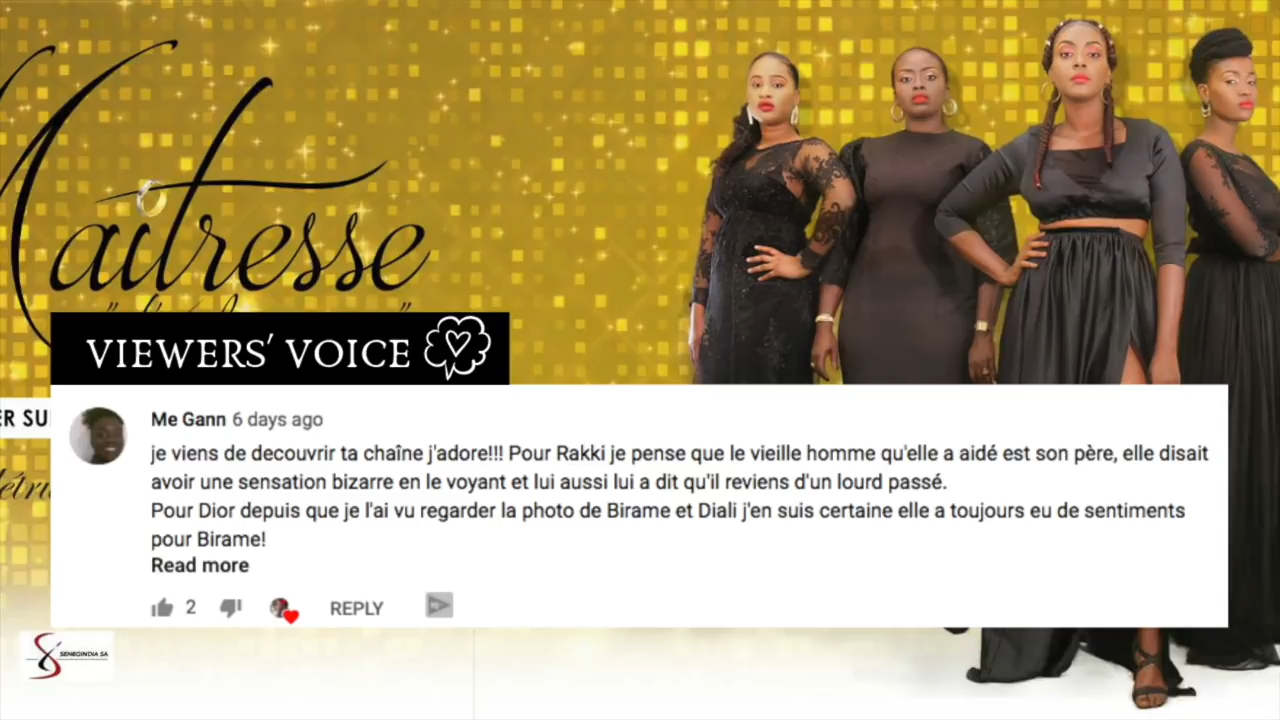 Maîtresse
VIEWERS' VOICE
ER SU
Me Gann 6 days ago
je viens de decouvrir ta chaîne j'adore!!! Pour Rakki je pense que le vieille homme qu'elle a aidé est son père, elle disait
avoir une sensation bizarre en le voyant et lui aussi lui a dit qu'il reviens d'un lourd passé.
Pour Dior depuis que je l'ai vu regarder la photo de Birame et Diali j'en suis certaine elle a toujours eu de sentiments
pour Birame!
Read more
2
REPLY
SENEGINDIA SA